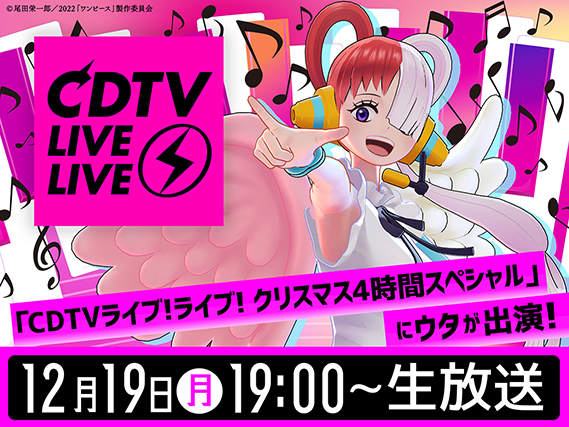 ©尾田栄一郎/2022「ワンピース」製作委員会
CDTV
LIVE
LIVE
「CDTVライブ!ライブ! クリスマス4時間スペシャル」
にウタが出演!
12月19日(月)19:00〜生放送